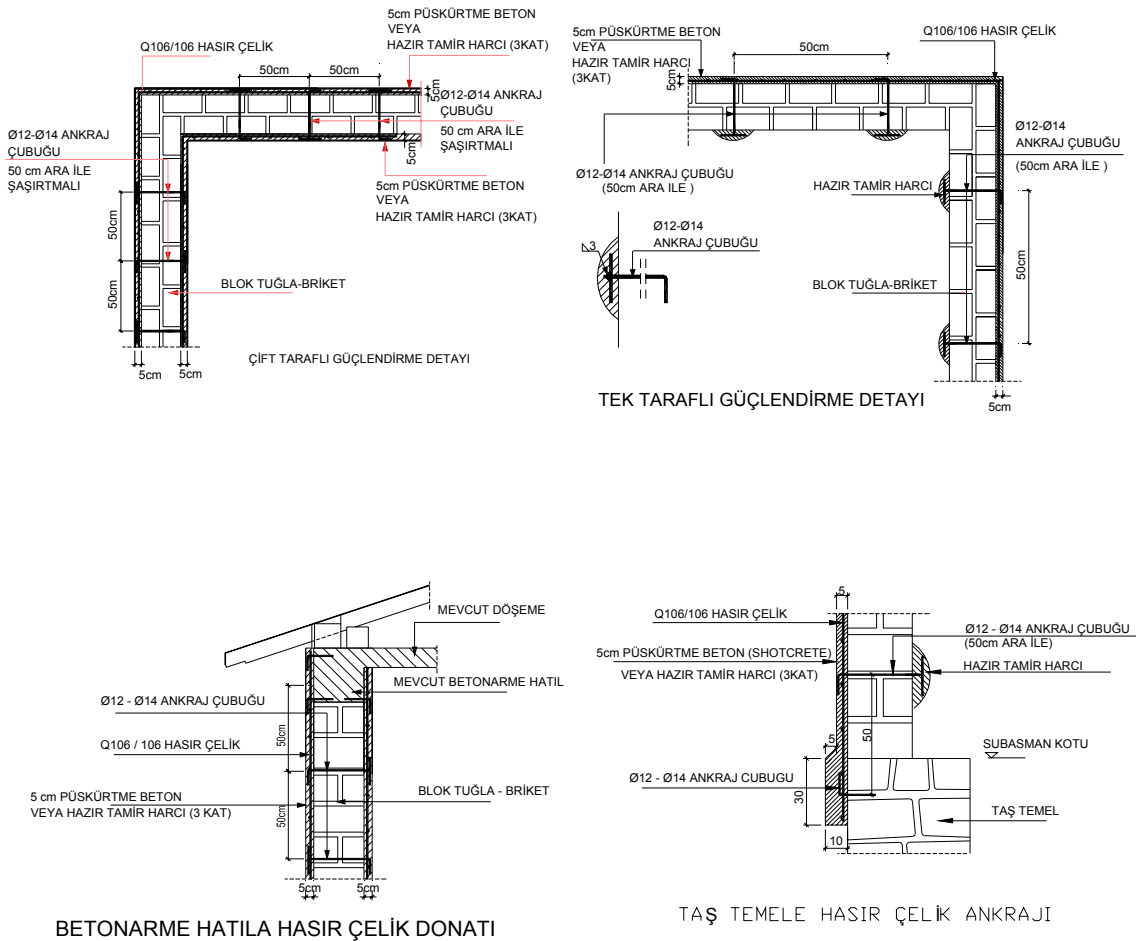 5cm PÜSKÜRTME BETON
VEYA
HAZIR TAMİR HARCI (3KAT)
Q106/106 HASIR ÇELİK
50cm
50cm
5cm
Ø12-Ø14 ANKRAJ
ÇUBUĞU
50 cm ARA İLE
ŞAŞIRTMALI
Ø12-Ø14 ANKRAJ
ÇUBUĞU
50 cm ARA İLE
ŞAŞIRTMALI
5cm
5cm PÜSKÜRTME BETON
VEYA
HAZIR TAMİR HARCI (3KAT)
50cm
50cm
BLOK TUĞLA-BRİKET
ÇİFT TARAFLI GÜÇLENDİRME DETAYI
5cm
5cm
5cm PÜSKÜRTME BETON
VEYA
HAZIR TAMİR HARCI
(3KAT)
50cm
Q106/106 HASIR ÇELİK
5cm
Ø12-Ø14
ANKRAJ ÇUBUĞU
(50cm ARA İLE )
Ø12-Ø14 ANKRAJ ÇUBUĞU
(50cm ARA İLE )
HAZIR TAMİR HARCI
3
Ø12-Ø14
ANKRAJ ÇUBUĞU
50cm
BLOK TUĞLA-BRİKET
TEK TARAFLI GÜÇLENDİRME DETAYI
5cm
MEVCUT DÖŞEME
MEVCUT BETONARME HATIL
Ø12 - Ø14 ANKRAJ ÇUBUĞU
50cm
Q106 / 106 HASIR ÇELİK
5 cm PÜSKÜRTME BETON
VEYA HAZIR TAMİR HARCI (3 KAT)
BLOK TUĞLA - BRİKET
50cm
5cm
5cm
BETONARME HATILA HASIR ÇELİK DONATI
5
Q106/106 HASIR ÇELİK
Ø12 - Ø14 ANKRAJ ÇUBUĞU
(50cm ARA İLE)
5cm PÜSKÜRTME BETON (SHOTCRETE)
VEYA HAZIR TAMİR HARCI (3KAT)
HAZIR TAMİR HARCI
50
5
SUBASMAN KOTU
Ø12 - Ø14 ANKRAJ CUBUGU
30
TAŞ TEMEL
10
TAŞ TEMELE HASIR ÇELİK ANKRAJI